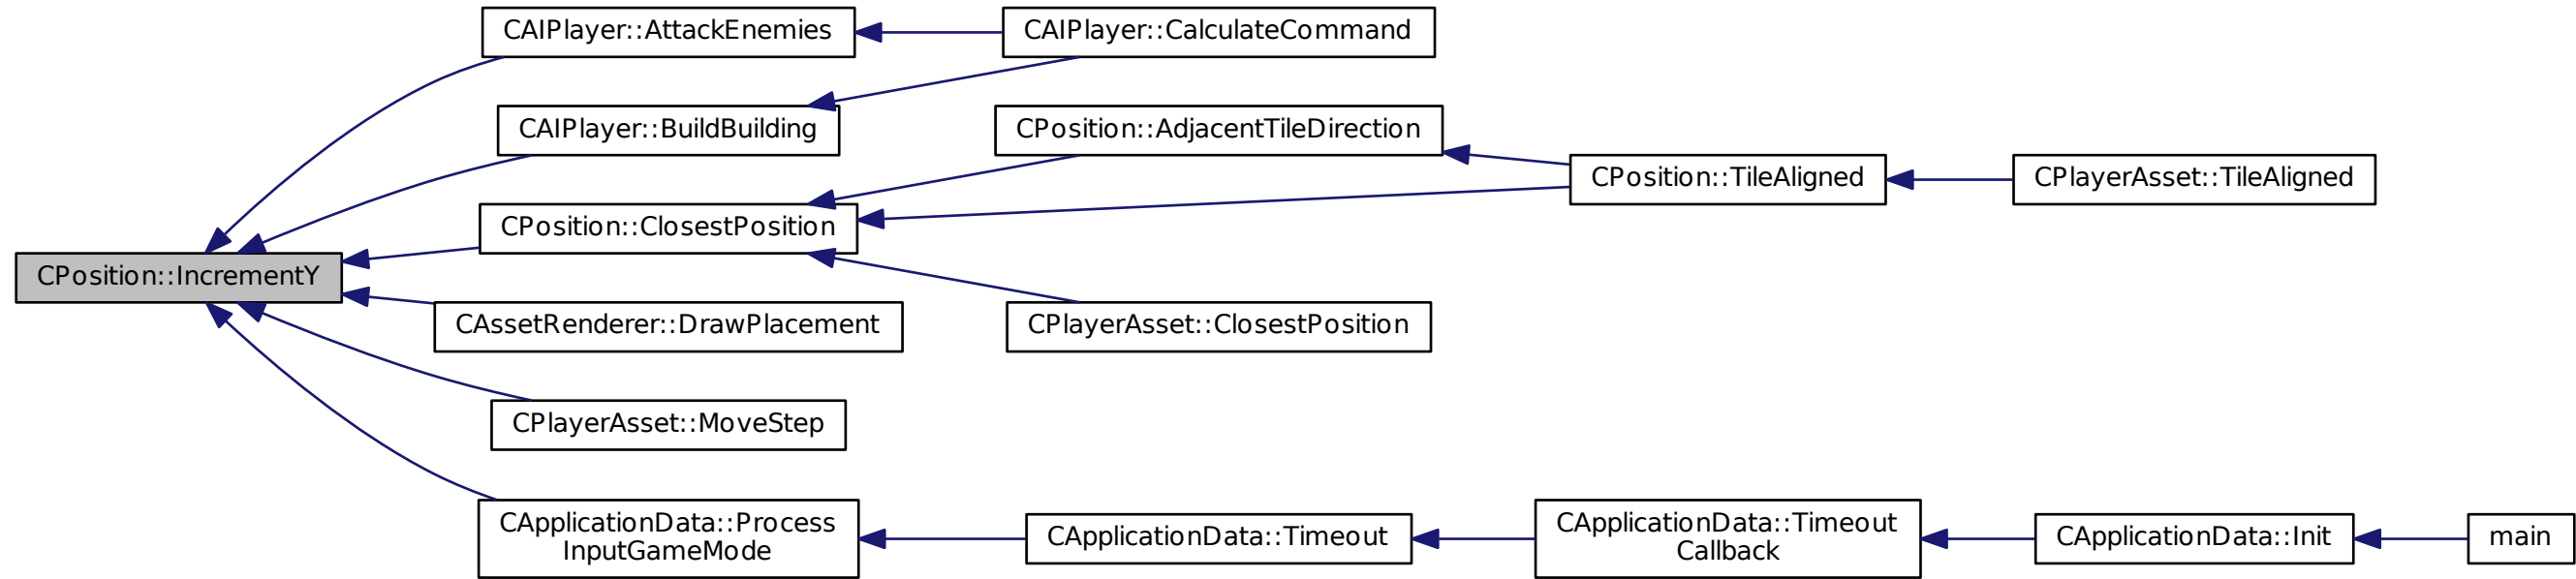 CAIPlayer::AttackEnemies
CAIPlayer::CalculateCommand
CAIPlayer::BuildBuilding
CPosition::AdjacentTileDirection
CPosition::TileAligned
CPlayerAsset::TileAligned
CPosition::ClosestPosition
CPosition::IncrementY
CAssetRenderer::DrawPlacement
CPlayerAsset::ClosestPosition
CPlayerAsset::MoveStep
CApplicationData::Process
InputGameMode
CApplicationData::Timeout
CApplicationData::Timeout
Callback
CApplicationData::Init
main